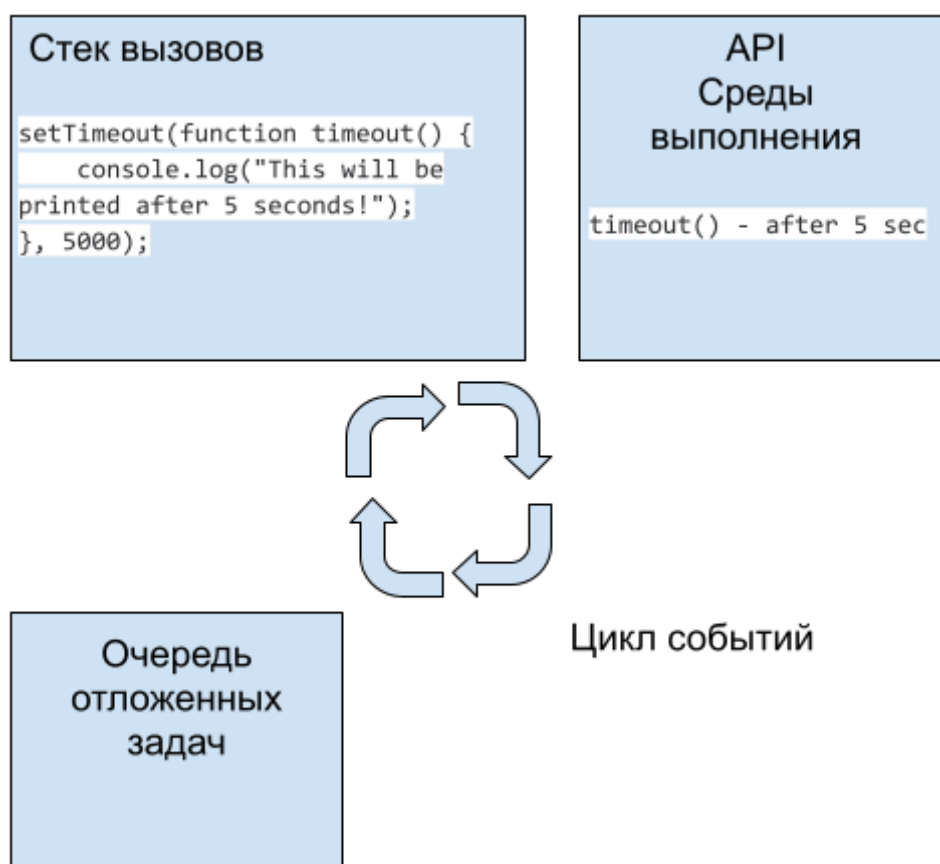 Стек вызовов
setTimeout(function timeout() {
    console.log("This will be
printed after 5 seconds!");
}, 5000);
API
Среды
выполнения
timeout() - after 5 sec
Цикл событий
Очередь
отложенных
задач